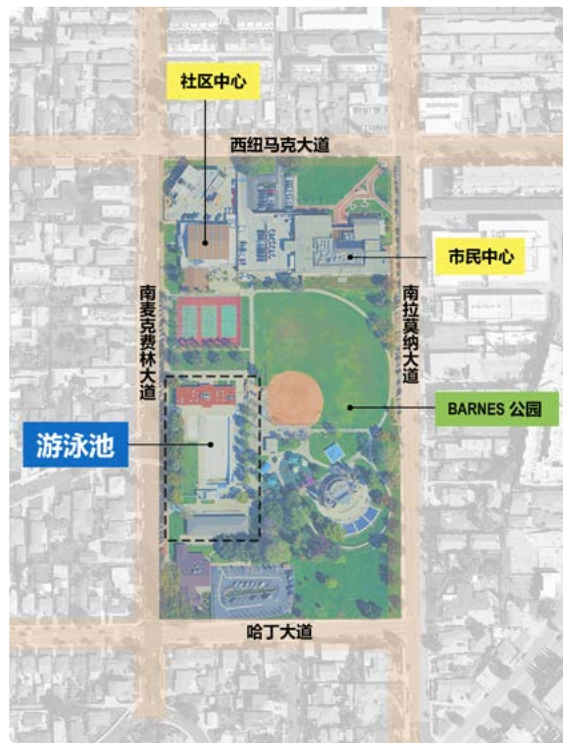 社区中心
西纽马克大道
市民中心
南麦克费林大道
南拉莫纳大道
BARNES 公园
游泳池
哈丁大道